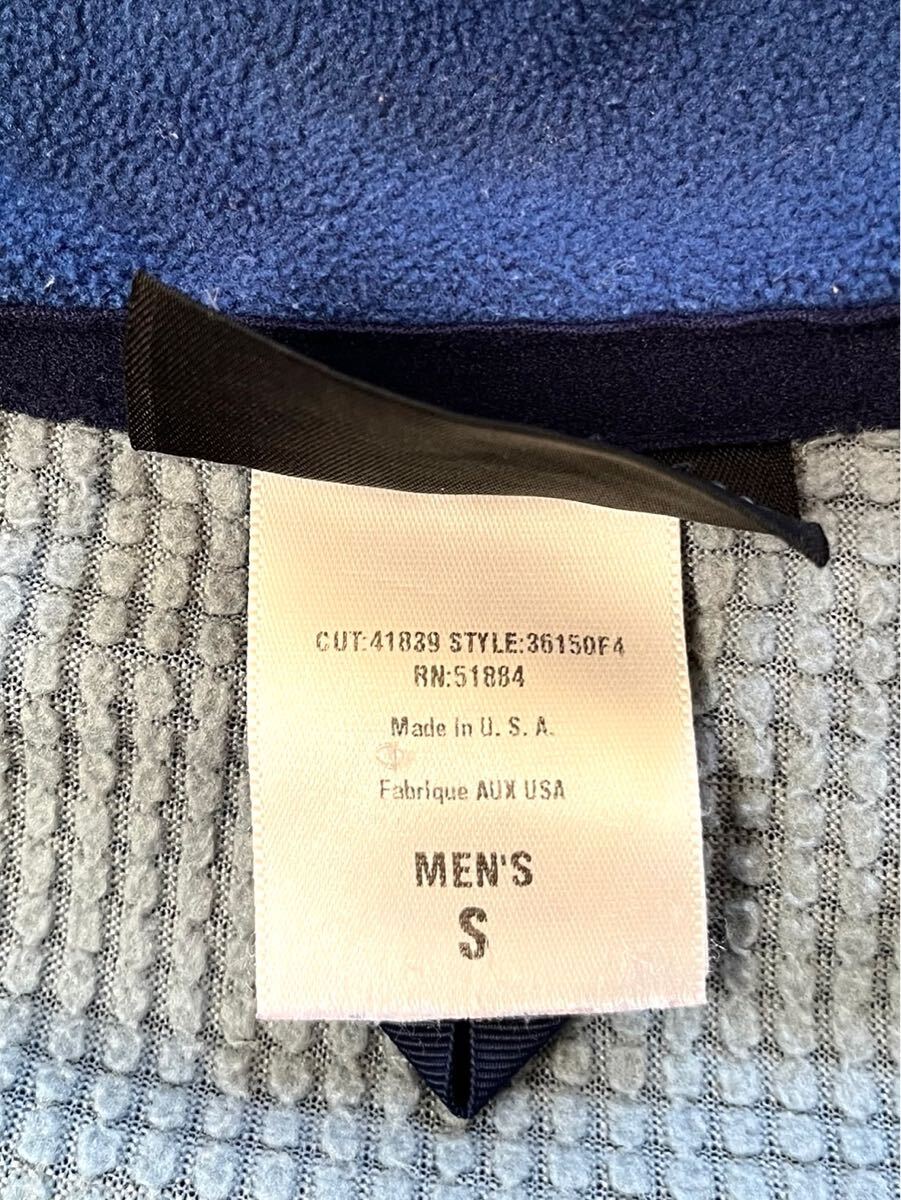 CUT:41839 STYLE:36150F4
RN:51884
Made in U. S. A.
Fabrique AUX USA
MEN'S
S